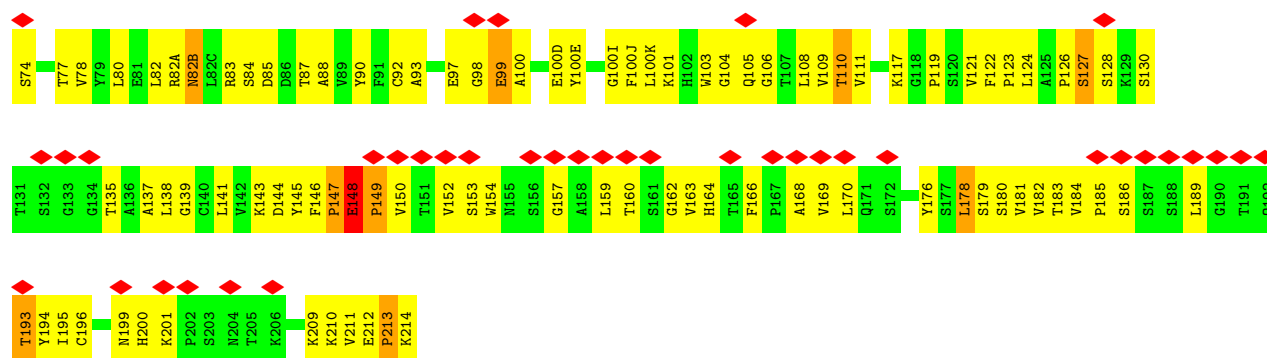 S74 T77 V78 Y79 L80 E81 L82 R82A N82B L82C R83 S84 D85 D86 T87 A88 V89 Y90 F91 C92 A93 E97 G98 E99 A100 E100D Y100E G100I F100J L100K K101 H102 W103 G104 Q105 G106 T107 L108 V109 T110 V111 K117 G118 P119 S120 V121 F122 P123 L124 A125 P126 S127 S128 K129 S130
T131 S132 G133 G134 T135 A136 A137 L138 G139 C140 L141 V142 K143 D144 Y145 F146 P147 E148 P149 V150 T151 V152 S153 W154 N155 S156 G157 A158 L159 T160 S161 G162 V163 H164 T165 F166 P167 A168 V169 L170 Q171 S172 Y176 S177 L178 S179 S180 V181 V182 T183 V184 P185 S186 S187 S188 L189 G190 T191
T193 Y194 I195 C196 N199 H200 K201 P202 S203 N204 T205 K206 K209 K210 V211 E212 P213 K214